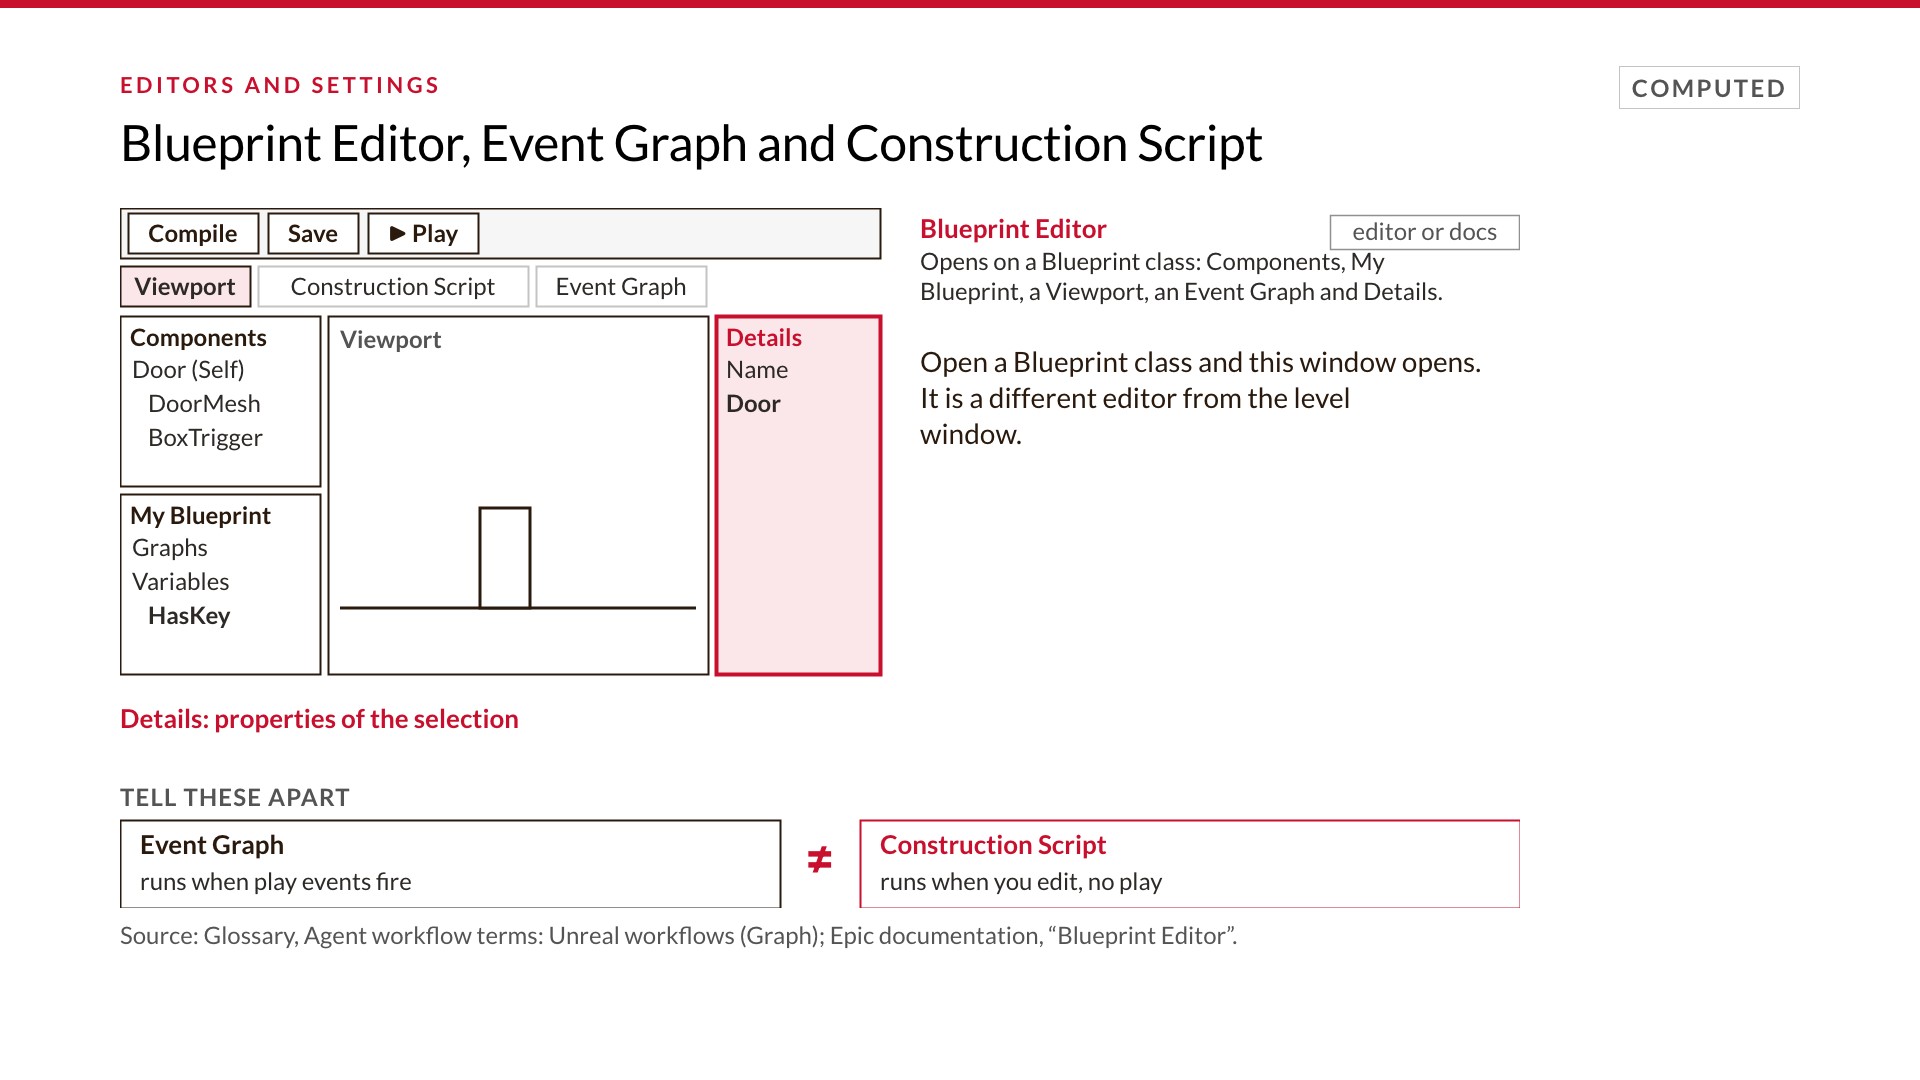 EDITORS AND SETTINGS
COMPUTED
Blueprint Editor, Event Graph and Construction Script
Compile
Save
▶ Play
Viewport
Construction Script
Event Graph
Components
Door (Self)
DoorMesh
BoxTrigger
My Blueprint
Graphs
Variables
HasKey
Viewport
Details
Name
Door
Blueprint Editor
editor or docs
Opens on a Blueprint class: Components, My
Blueprint, a Viewport, an Event Graph and Details.
Open a Blueprint class and this window opens.
It is a different editor from the level
window.
Details: properties of the selection
TELL THESE APART
Event Graph
runs when play events fire
≠
Construction Script
runs when you edit, no play
Source: Glossary, Agent workflow terms: Unreal workflows (Graph); Epic documentation, “Blueprint Editor”.